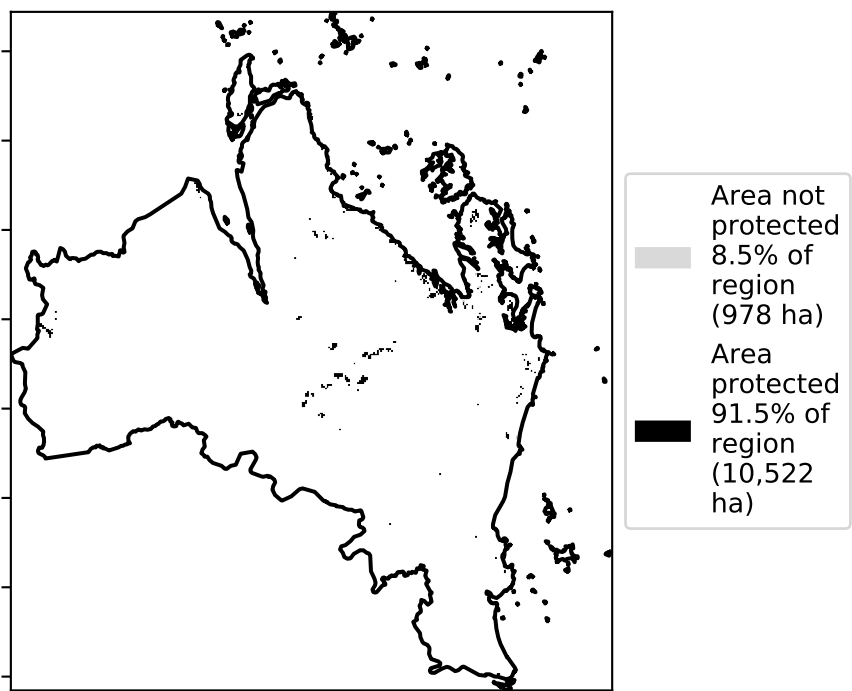 Area not
protected
8.5% of
region
(978 ha)
Area
protected
91.5% of
region
(10,522
ha)